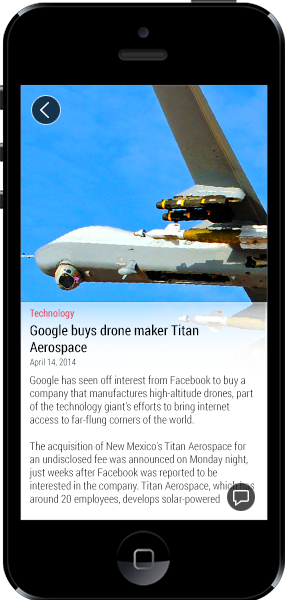 Technology
Google buys drone maker Titan
Aerospace
April 14, 2014
Google has seen off interest from Facebook to buy a
company that manufactures high-altitude drones, part
of the technology giant's efforts to bring internet
access to far-flung corners of the world.
The acquisition of New Mexico's Titan Aerospace for
an undisclosed fee was announced on Monday night,
just weeks after Facebook was reported to be
interested in the company. Titan Aerospace, which has
around 20 employees, develops solar-powered